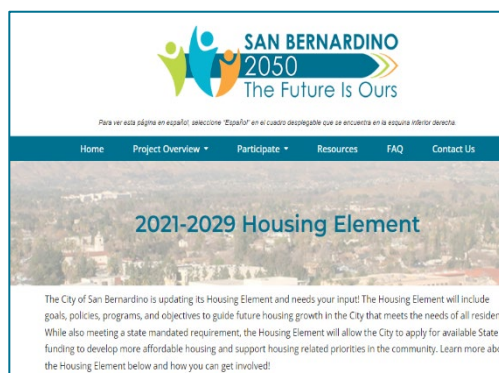 SAN BERNARDINO
2050
The Future Is Ours
Para ver esta página en español, seleccione "Español" en el cuadro desplegable que se encuentra en la esquina inferior derecha.
Home Project Overview Participate Resources FAQ Contact Us
2021-2029 Housing Element
The City of San Bernardino is updating its Housing Element and needs your input! The Housing Element will include
goals, policies, programs, and objectives to guide future housing growth in the City that meets the needs of all residen
While also meeting a state mandated requirement, the Housing Element will allow the City to apply for available State
funding to develop more affordable housing and support housing related priorities in the community. Learn more abo
the Housing Element below and how you can get involved!